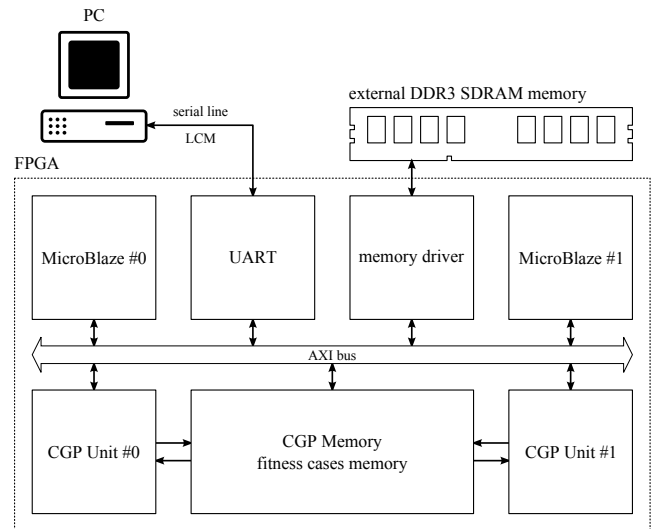 PC
serial line
LCM
external DDR3 SDRAM memory
FPGA
MicroBlaze #0
UART
memory driver
MicroBlaze #1
AXI bus
CGP Unit #0
CGP Memory
fitness cases memory
CGP Unit #1